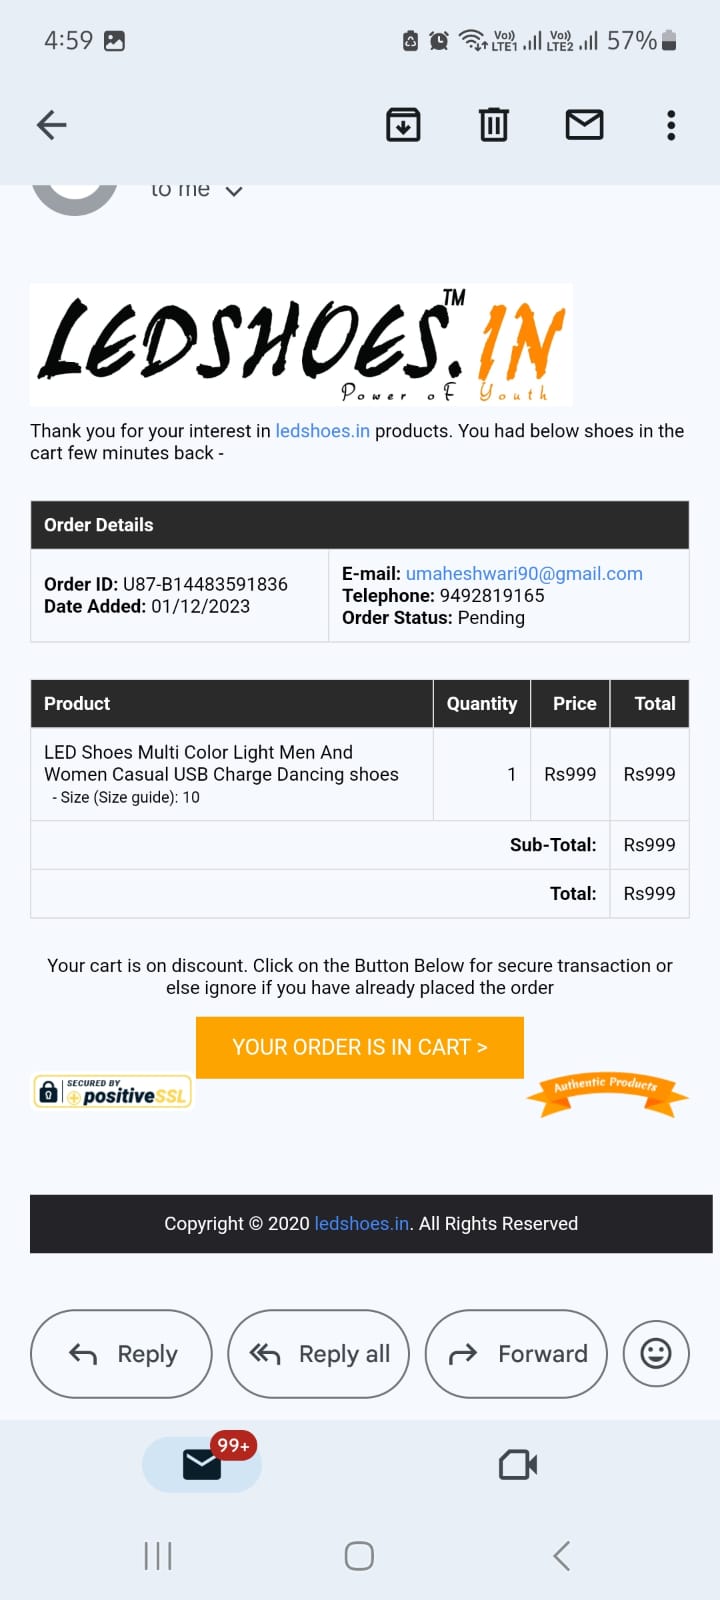 4:59
Vo)) LTE1 Vo)) LTE2 57%
to me
LEDSHOES.IN TM
Power oF Youth
Thank you for your interest in ledshoes.in products. You had below shoes in the
cart few minutes back -
Order Details
Order ID: U87-B14483591836
Date Added: 01/12/2023
E-mail: umaheshwari90@gmail.com
Telephone: 9492819165
Order Status: Pending
Product Quantity Price Total
LED Shoes Multi Color Light Men And
Women Casual USB Charge Dancing shoes
- Size (Size guide): 10
1 Rs999 Rs999
Sub-Total: Rs999
Total: Rs999
Your cart is on discount. Click on the Button Below for secure transaction or
else ignore if you have already placed the order
YOUR ORDER IS IN CART >
SECURED BY
positiveSSL
Authentic Products
Copyright © 2020 ledshoes.in. All Rights Reserved
Reply Reply all Forward
99+